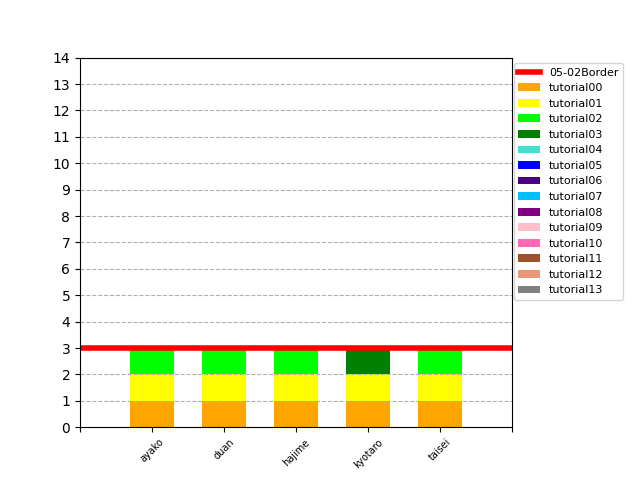 14
13
12
11
10
9
8
7
6
5
4
3
2
1
0
ayako
duan
hajime
kyotaro
taisei
05-02Border
tutorial00
tutorial01
tutorial02
tutorial03
tutorial04
tutorial05
tutorial06
tutorial07
tutorial08
tutorial09
tutorial10
tutorial11
tutorial12
tutorial13